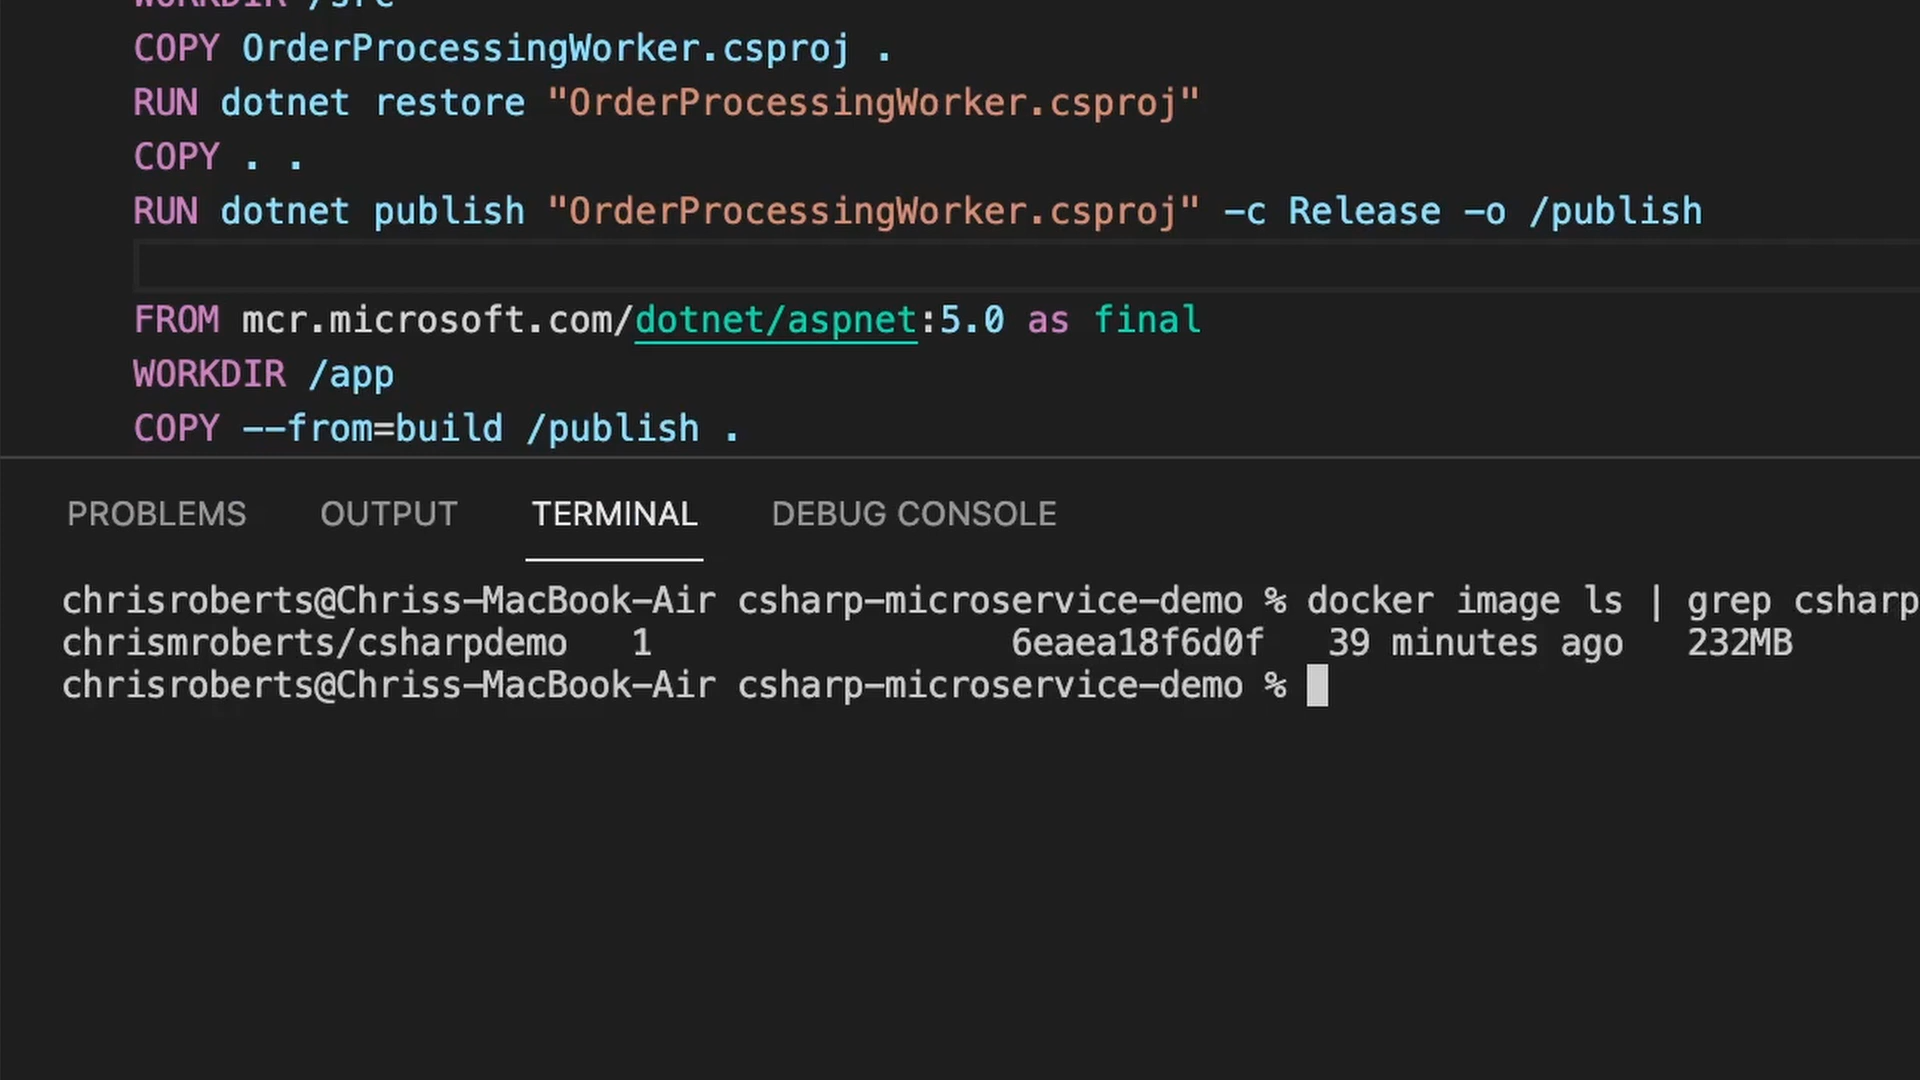 WORKDIR /src
COPY OrderProcessingWorker.csproj .
RUN dotnet restore "OrderProcessingWorker.csproj"
COPY . .
RUN dotnet publish "OrderProcessingWorker.csproj" -c Release -o /publish
FROM mcr.microsoft.com/dotnet/aspnet:5.0 as final
WORKDIR /app
COPY --from=build /publish .
PROBLEMS OUTPUT TERMINAL DEBUG CONSOLE
chrisroberts@Chriss-MacBook-Air csharp-microservice-demo % docker image ls | grep csharp
chrismroberts/csharpdemo 1 6eaea18f6d0f 39 minutes ago 232MB
chrisroberts@Chriss-MacBook-Air csharp-microservice-demo %